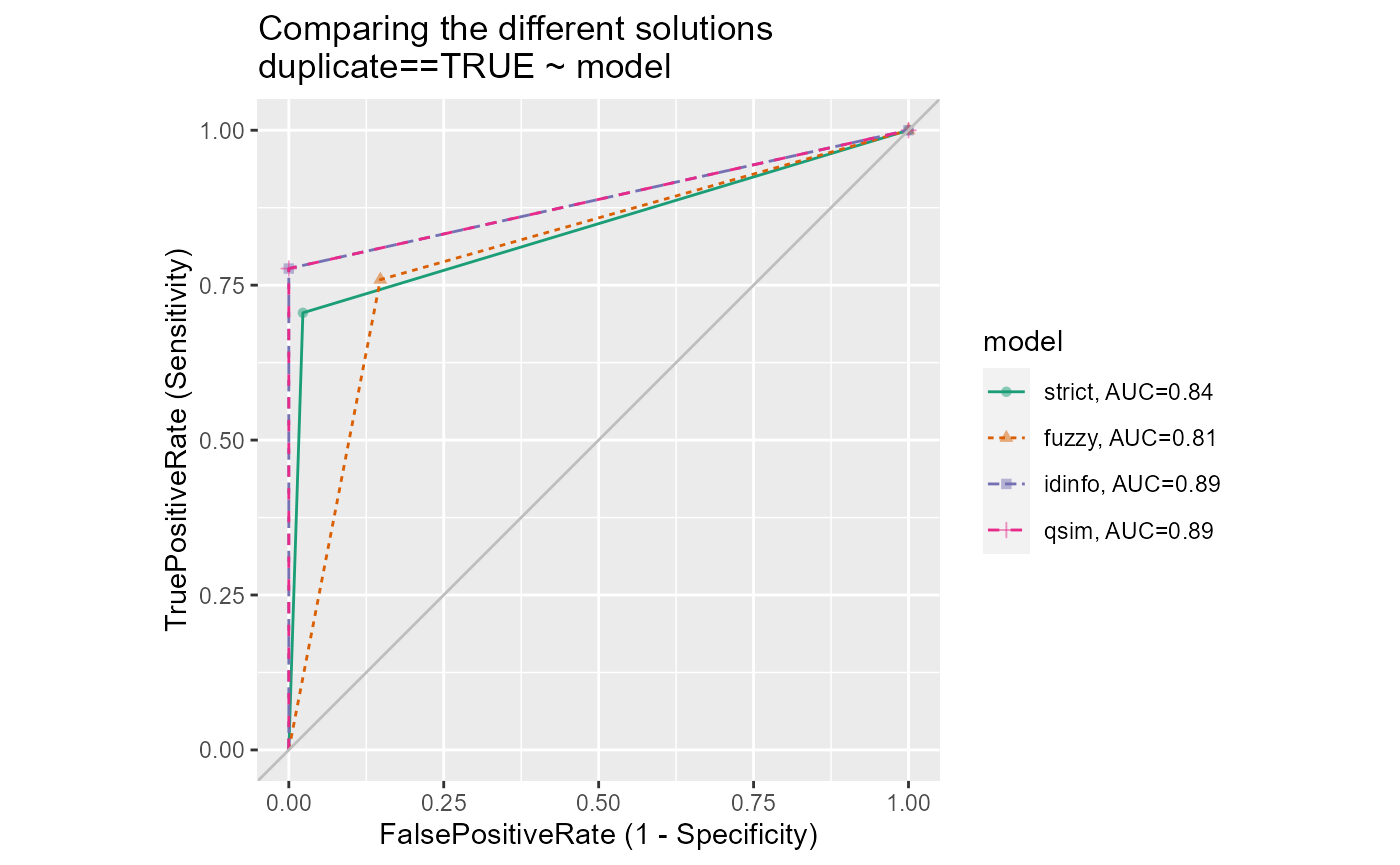 Comparing the different solutions
duplicate==TRUE ~ model
TruePositiveRate (Sensitivity)
1.00
0.75
0.50
0.25
0.00
0.00
0.25
0.50
0.75
1.00
FalsePositiveRate (1 - Specificity)
model
strict, AUC=0.84
fuzzy, AUC=0.81
idinfo, AUC=0.89
qsim, AUC=0.89